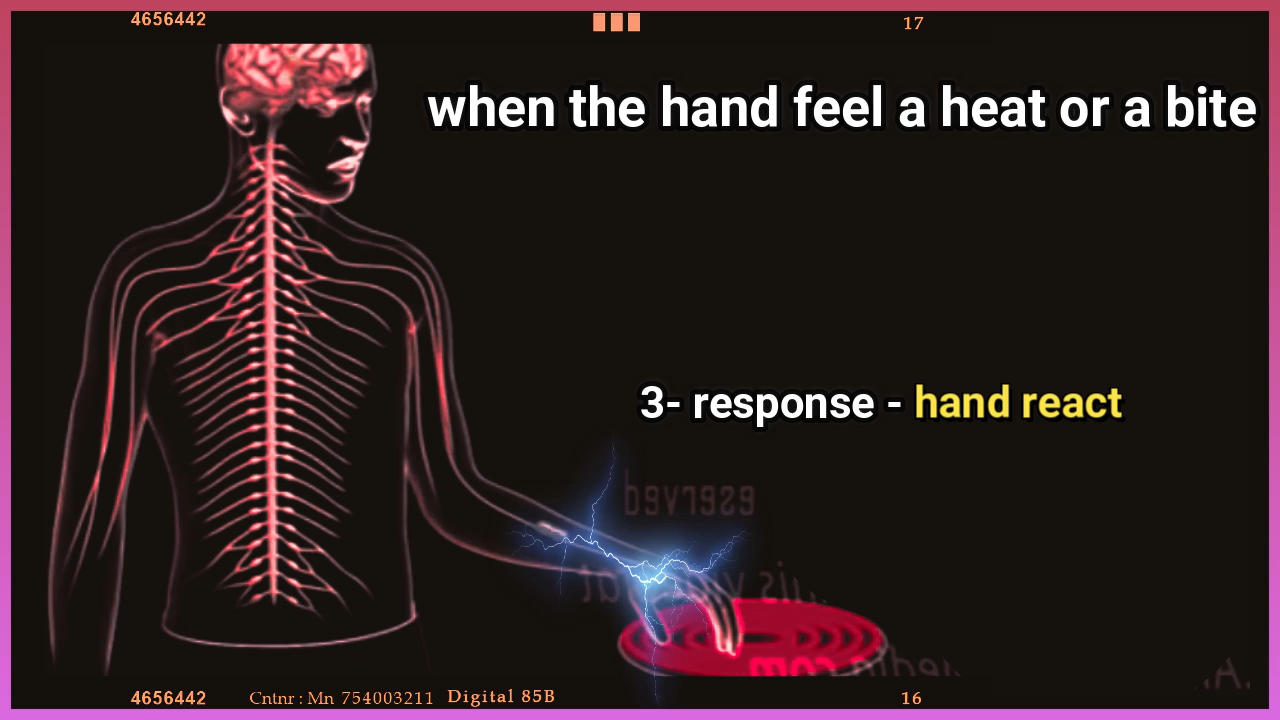 4656442
17
when the hand feel a heat or a bite
3- response - hand react
eserved
4656442 Cntnr : Mn 754003211 Digital 85B 16